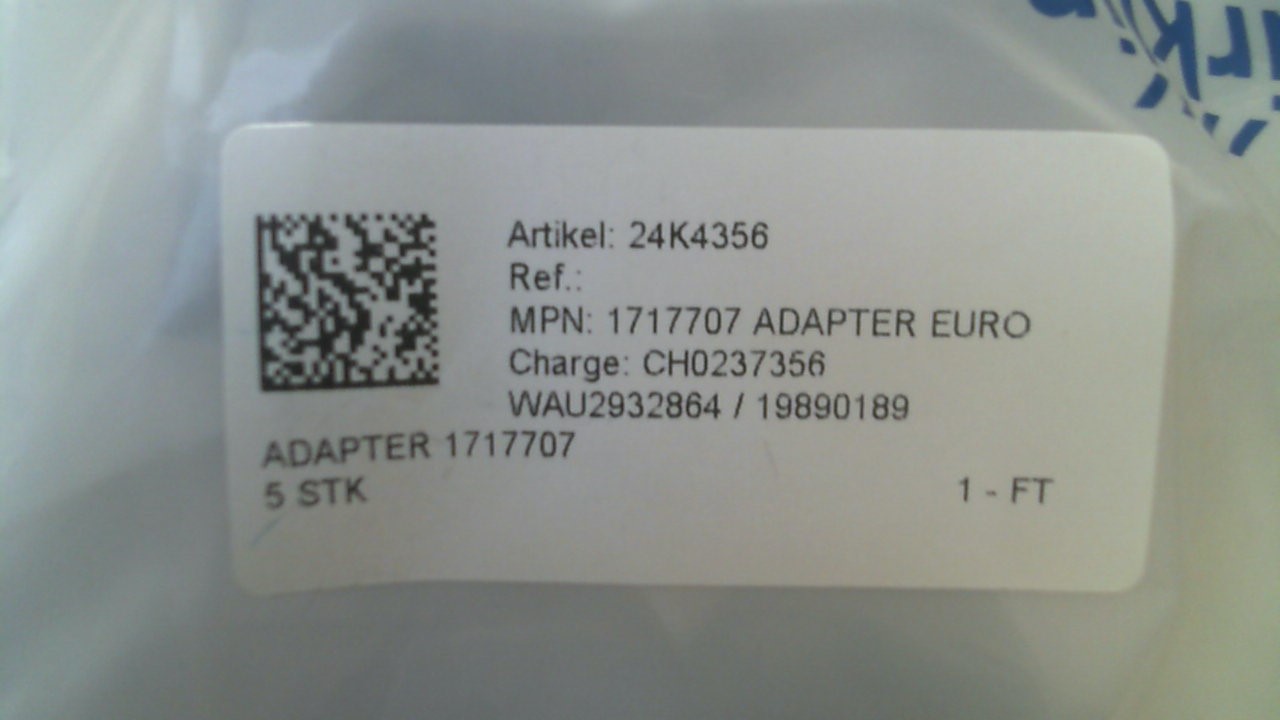 Artikel: 24K4356
Ref.:
MPN: 1717707 ADAPTER EURO
Charge: CH0237356
WAU2932864 / 19890189
ADAPTER 1717707
5 STK
1 - FT